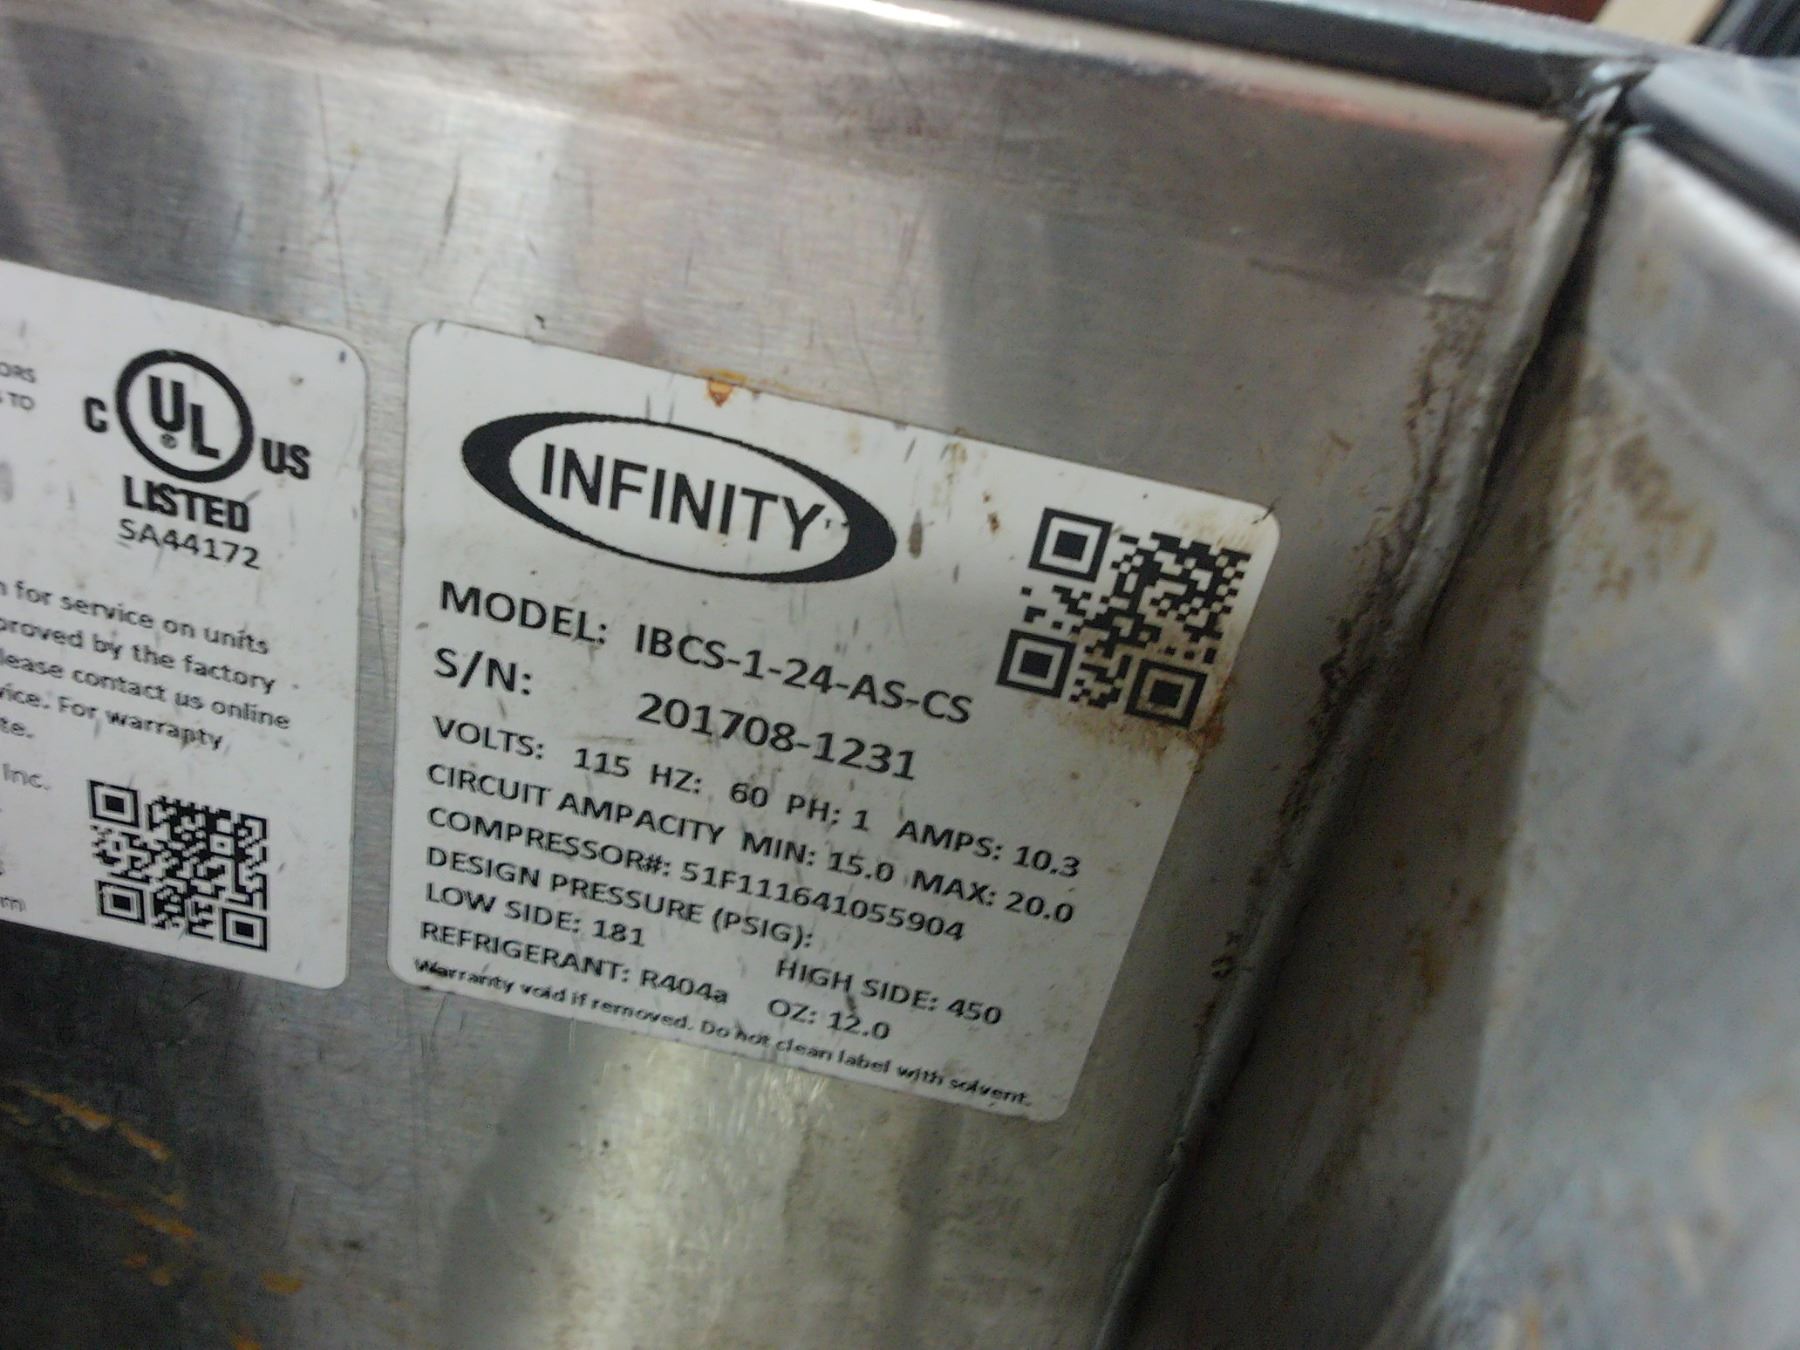 ORS
TO
C UL ® US
LISTED
SA44172
for service on units
proved by the factory
lease contact us online
vice. For warranty
te.
Inc.
INFINITY
MODEL: IBCS-1-24-AS-CS
S/N: 201708-1231
VOLTS: 115 HZ: 60 PH: 1 AMPS: 10.3
CIRCUIT AMPACITY MIN: 15.0 MAX: 20.0
COMPRESSOR#: 51F111641055904
DESIGN PRESSURE (PSIG):
LOW SIDE: 181 HIGH SIDE: 450
REFRIGERANT: R404a OZ: 12.0
Warranty void if removed. Do not clean label with solvent.